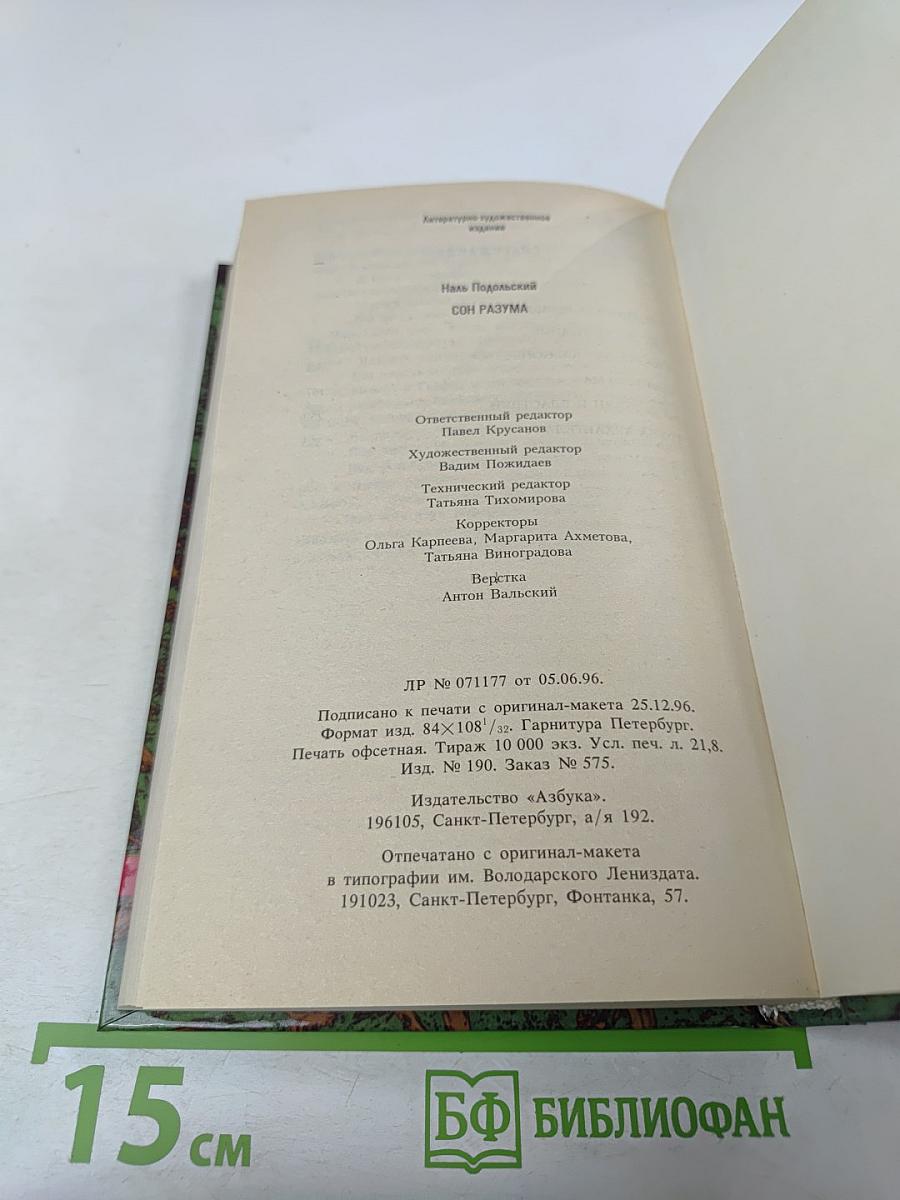 Литературно-художественное
издание
Наль Подольский
СОН РАЗУМА
Ответственный редактор
Павел Крусанов
Художественный редактор
Вадим Пожидаев
Технический редактор
Татьяна Тихомирова
Корректоры
Ольга Карпеева, Маргарита Ахметова,
Татьяна Виноградова
Верстка
Антон Вальский
ЛР № 071177 от 05.06.96.
Подписано к печати с оригинал-макета 25.12.96.
Формат изд. 84×108¹/₃₂. Гарнитура Петербург.
Печать офсетная. Тираж 10 000 экз. Усл. печ. л. 21,8.
Изд. № 190. Заказ № 575.
Издательство «Азбука».
196105, Санкт-Петербург, а/я 192.
Отпечатано с оригинал-макета
в типографии им. Володарского Лениздата.
191023, Санкт-Петербург, Фонтанка, 57.
15 см
БФ БИБЛИОФАН